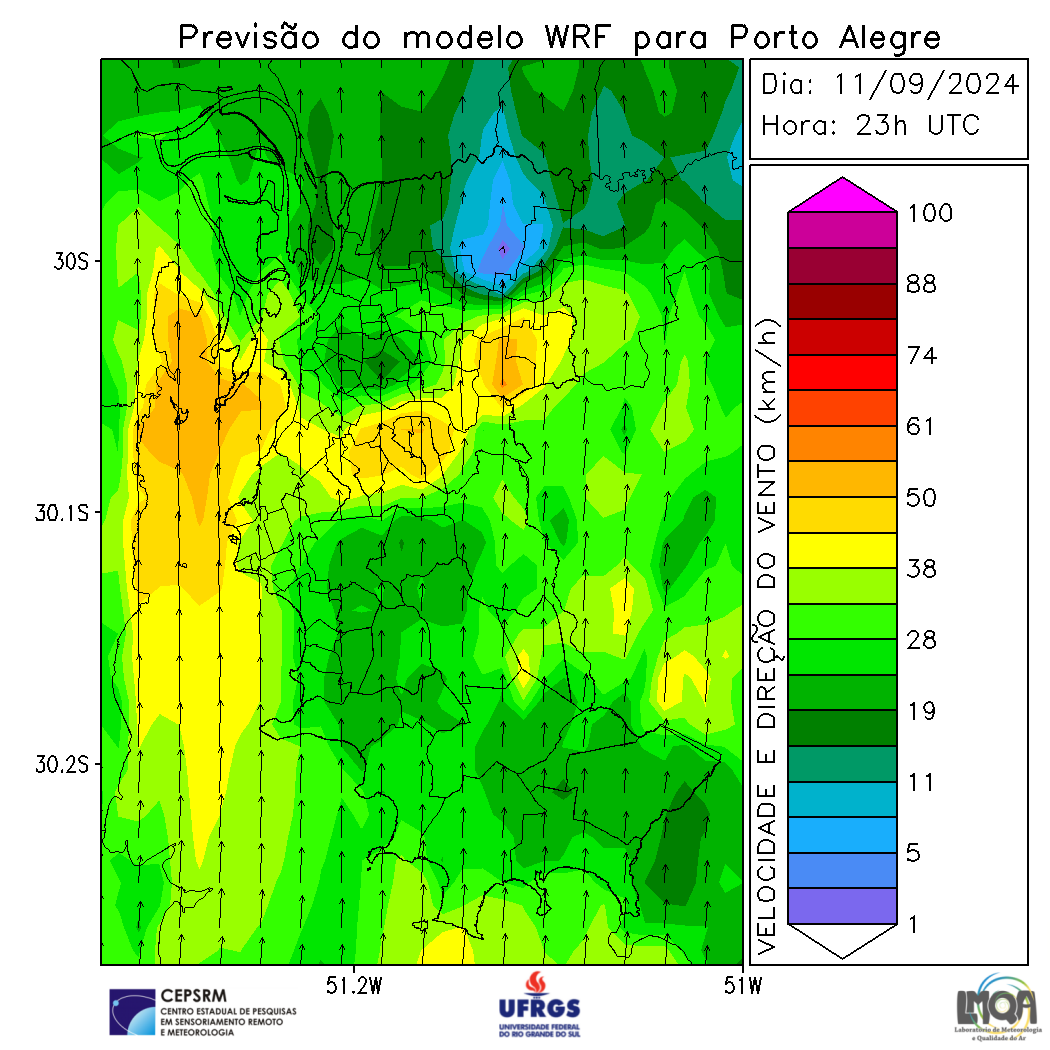 Previsão do modelo WRF para Porto Alegre
Dia: 11/09/2024
Hora: 23h UTC
30S
30.1S
30.2S
51.2W
51W
VELOCIDADE E DIREÇÃO DO VENTO (km/h)
100
88
74
61
50
38
28
19
11
5
1
CEPSRM
CENTRO ESTADUAL DE PESQUISAS
EM SENSORIAMENTO REMOTO
E METEOROLOGIA
UFRGS
UNIVERSIDADE FEDERAL
DO RIO GRANDE DO SUL
LMQA
Laboratório de Meteorologia
e Qualidade do Ar